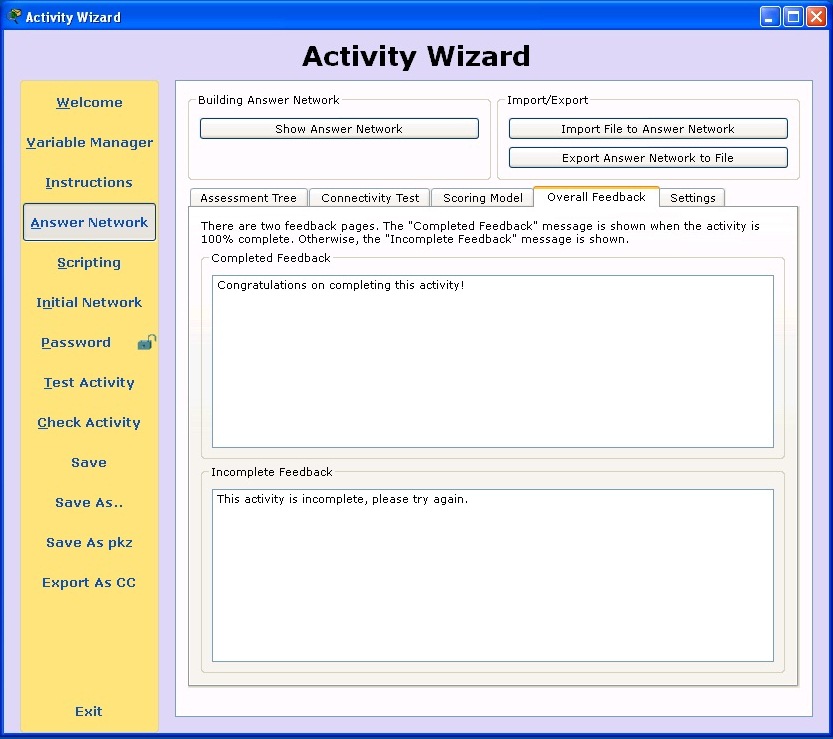 Activity Wizard
Activity Wizard
Welcome
Variable Manager
Instructions
Answer Network
Scripting
Initial Network
Password
Test Activity
Check Activity
Save
Save As..
Save As pkz
Export As CC
Exit
Building Answer Network
Show Answer Network
Import/Export
Import File to Answer Network
Export Answer Network to File
Assessment Tree Connectivity Test Scoring Model Overall Feedback Settings
There are two feedback pages. The "Completed Feedback" message is shown when the activity is
100% complete. Otherwise, the "Incomplete Feedback" message is shown.
Completed Feedback
Congratulations on completing this activity!
Incomplete Feedback
This activity is incomplete, please try again.